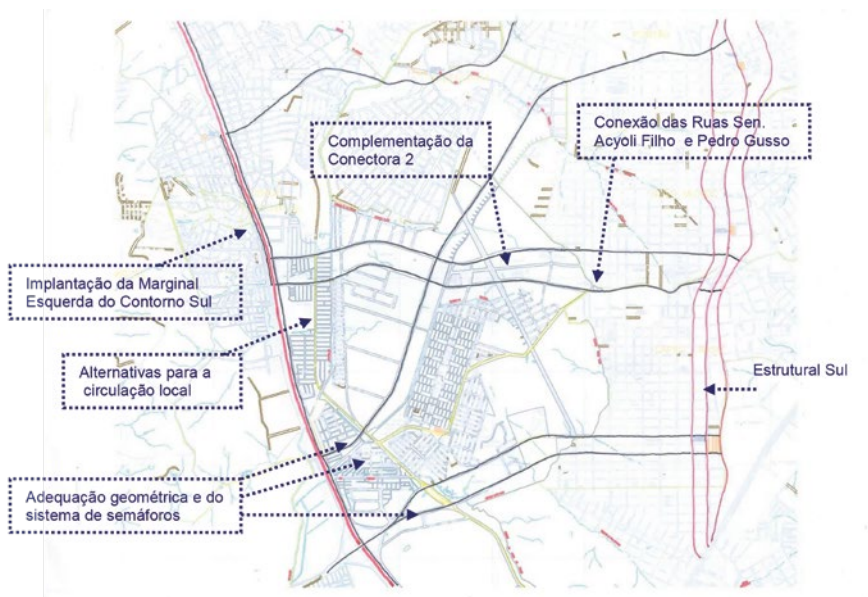 Complementação da
Conectora 2
Conexão das Ruas Sen.
Acyoli Filho e Pedro Gusso
Implantação da Marginal
Esquerda do Contorno Sul
Alternativas para a
circulação local
Estrutural Sul
Adequação geométrica e do
sistema de semáforos